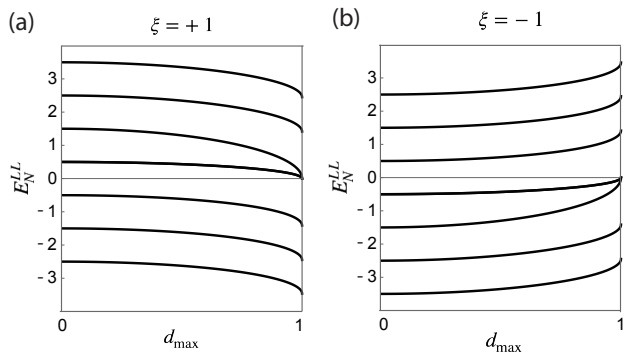 (a)
ξ = + 1
E_N^{LL}
3
2
1
0
- 1
- 2
- 3
0
1
d_max
(b)
ξ = − 1
E_N^{LL}
3
2
1
0
- 1
- 2
- 3
0
1
d_max